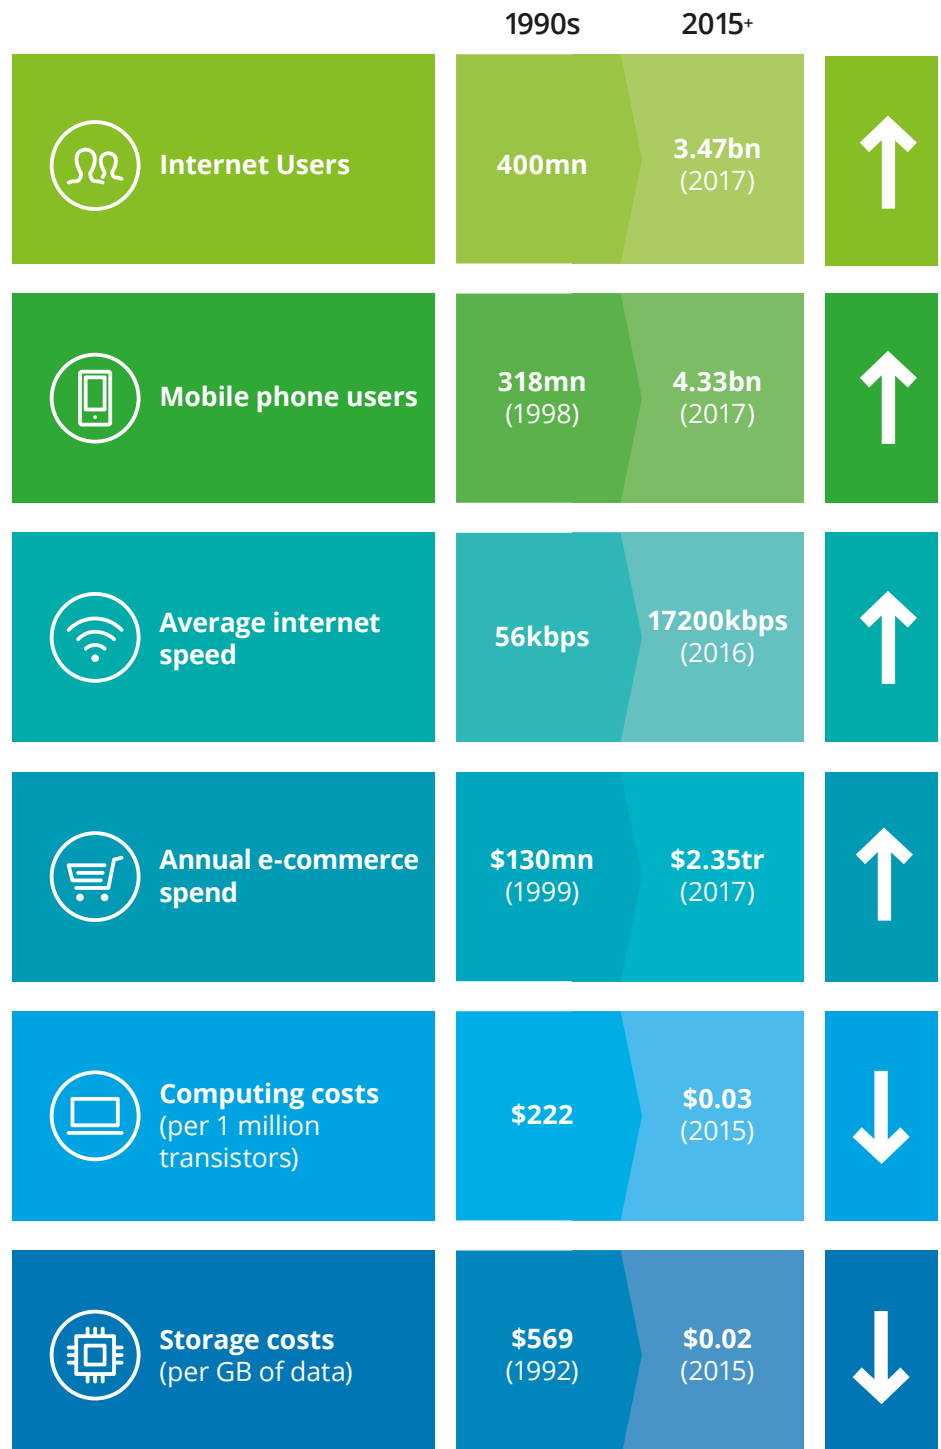 1990s 2015+
Internet Users
400mn
3.47bn
(2017)
Mobile phone users
318mn
(1998)
4.33bn
(2017)
Average internet
speed
56kbps
17200kbps
(2016)
Annual e-commerce
spend
$130mn
(1999)
$2.35tr
(2017)
Computing costs
(per 1 million
transistors)
$222
$0.03
(2015)
Storage costs
(per GB of data)
$569
(1992)
$0.02
(2015)